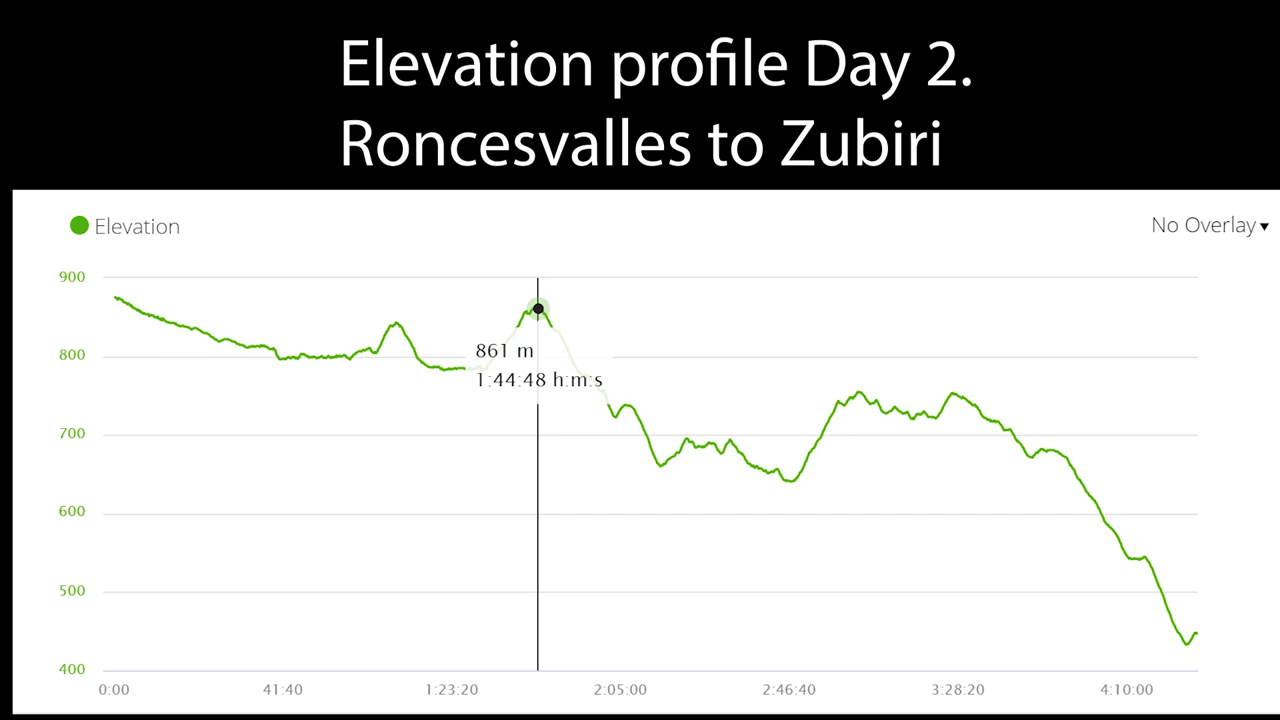 Elevation profile Day 2.
Roncesvalles to Zubiri
Elevation
No Overlay
900
800
700
600
500
400
861 m
1:44:48 h:m:s
0:00
41:40
1:23:20
2:05:00
2:46:40
3:28:20
4:10:00